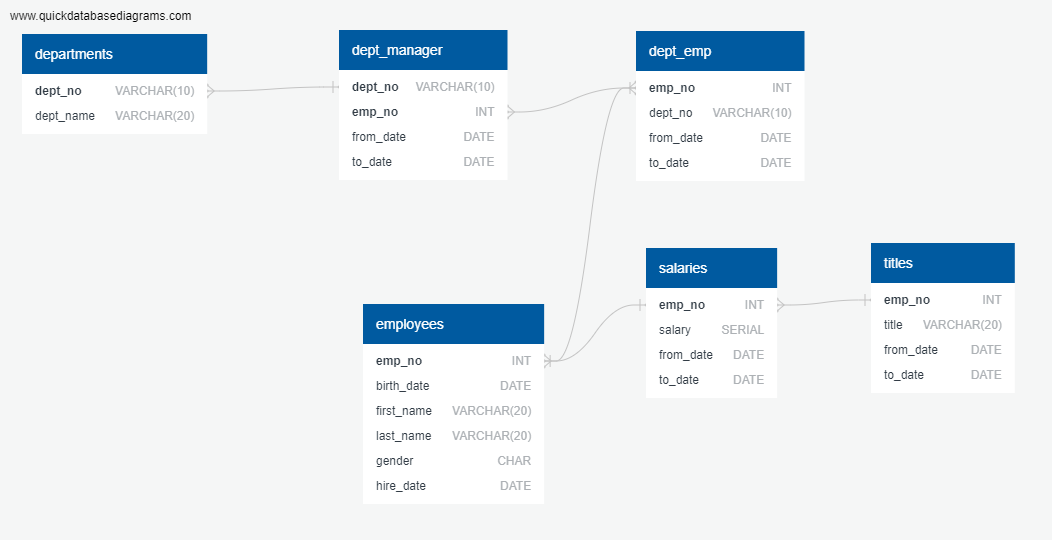 www.quickdatabasediagrams.com
departments
dept_no VARCHAR(10)
dept_name VARCHAR(20)
dept_manager
dept_no VARCHAR(10)
emp_no INT
from_date DATE
to_date DATE
dept_emp
emp_no INT
dept_no VARCHAR(10)
from_date DATE
to_date DATE
employees
emp_no INT
birth_date DATE
first_name VARCHAR(20)
last_name VARCHAR(20)
gender CHAR
hire_date DATE
salaries
emp_no INT
salary SERIAL
from_date DATE
to_date DATE
titles
emp_no INT
title VARCHAR(20)
from_date DATE
to_date DATE